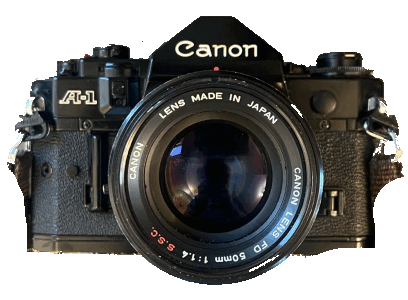 Canon
A-1
LENS MADE IN JAPAN
CANON
CANON LENS FD 50mm 1:1.4 S.S.C.